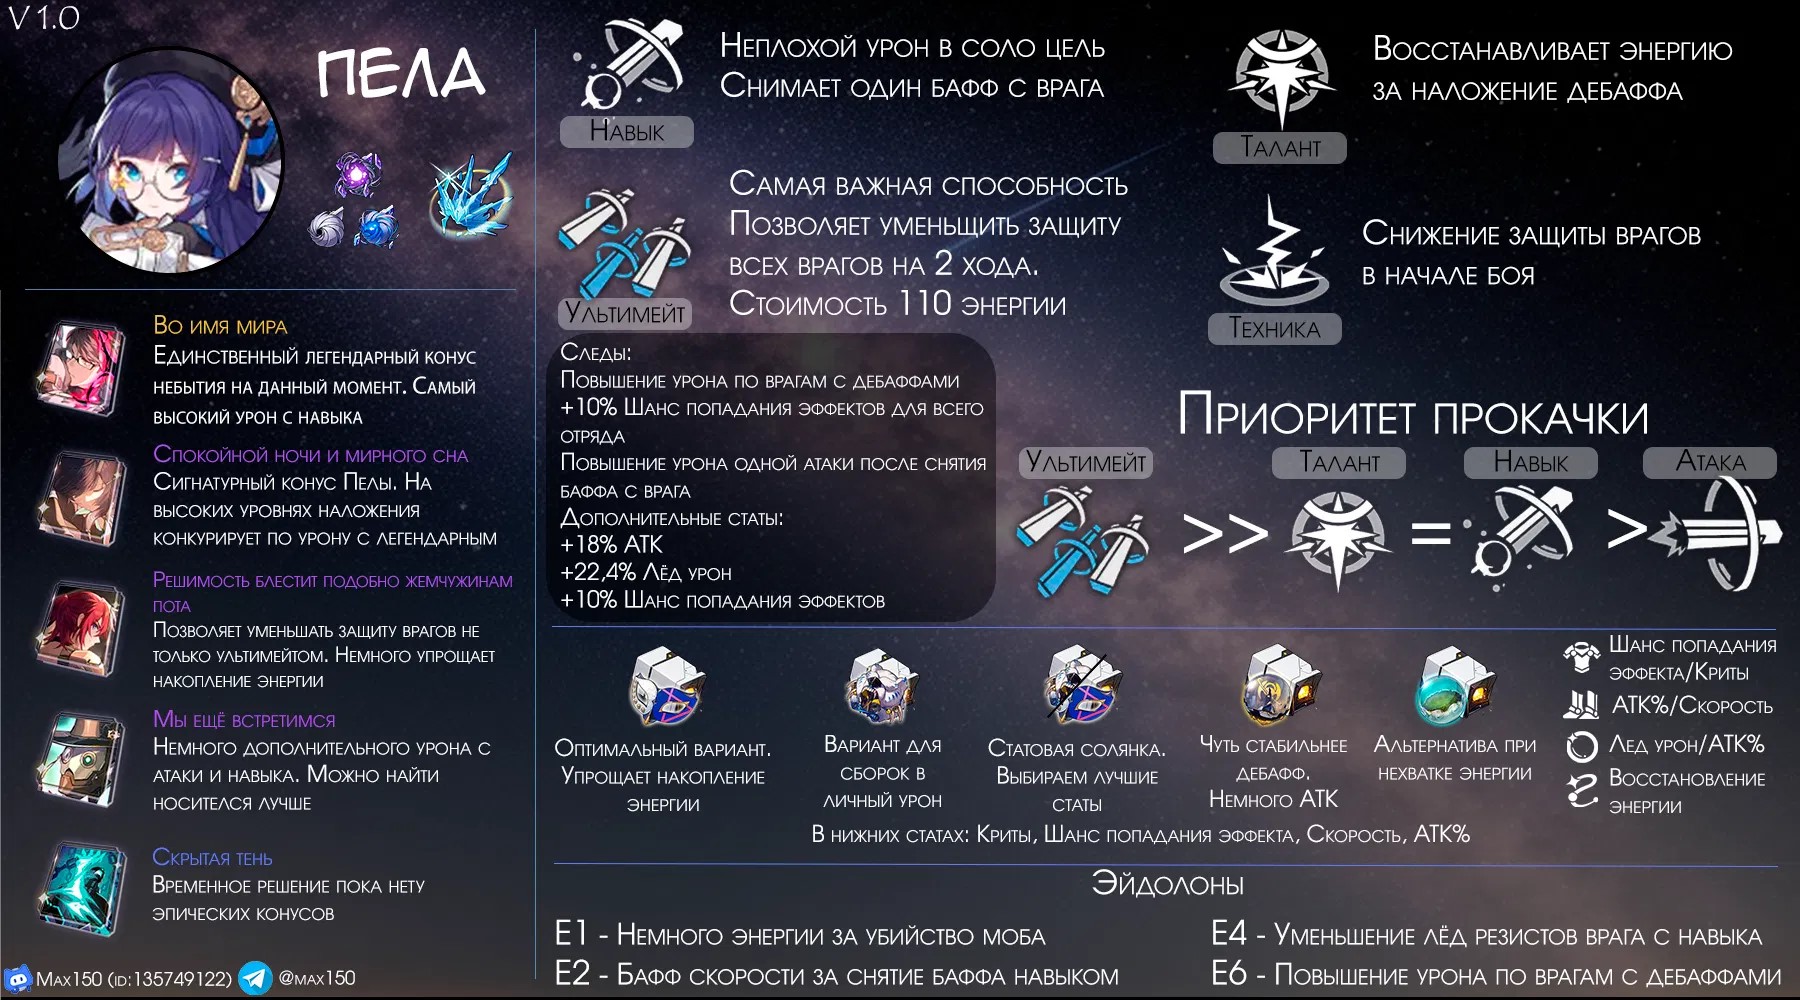 V 1.0
Пела
Во имя мира
Единственный легендарный конус
небытия на данный момент. Самый
высокий урон с навыка
Спокойной ночи и мирного сна
Сигнатурный конус Пелы. На
высоких уровнях наложения
конкурирует по урону с легендарным
Решимость блестит подобно жемчужинам
пота
Позволяет уменьшать защиту врагов не
только ультимейтом. Немного упрощает
накопление энергии
Мы ещё встретимся
Немного дополнительного урона с
атаки и навыка. Можно найти
носителся лучше
Скрытая тень
Временное решение пока нету
эпических конусов
Max150 (id:135749122) @max150
Навык
Неплохой урон в соло цель
Снимает один бафф с врага
Талант
Восстанавливает энергию
за наложение дебаффа
Ультимейт
Самая важная способность
Позволяет уменьщить защиту
всех врагов на 2 хода.
Стоимость 110 энергии
Техника
Снижение защиты врагов
в начале боя
Следы:
Повышение урона по врагам с дебаффами
+10% Шанс попадания эффектов для всего
отряда
Повышение урона одной атаки после снятия
баффа с врага
Дополнительные статы:
+18% АТК
+22,4% Лёд урон
+10% Шанс попадания эффектов
Приоритет прокачки
Ультимейт >> Талант = Навык > Атака
Оптимальный вариант.
Упрощает накопление
энергии
Вариант для
сборок в
личный урон
Статовая солянка.
Выбираем лучшие
статы
Чуть стабильнее
дебафф.
Немного АТК
Альтернатива при
нехватке энергии
Шанс попадания
эффекта/Криты
АТК%/Скорость
Лед урон/АТК%
Восстановление
энергии
В нижних статах: Криты, Шанс попадания эффекта, Скорость, АТК%
Эйдолоны
E1 - Немного энергии за убийство моба
E2 - Бафф скорости за снятие баффа навыком
E4 - Уменьшение лёд резистов врага с навыка
E6 - Повышение урона по врагам с дебаффами